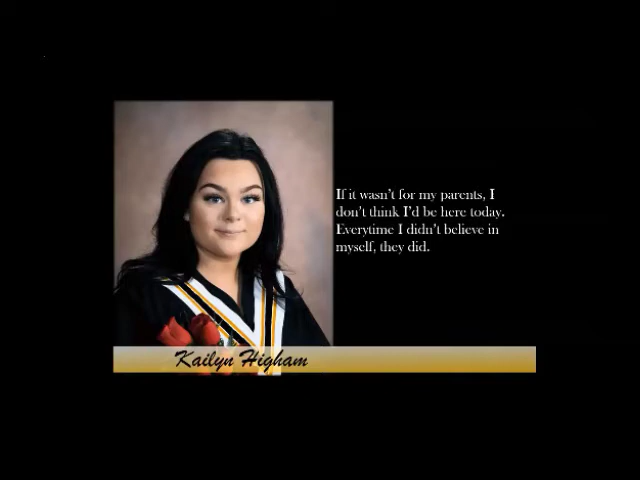 If it wasn't for my parents, I
don't think I'd be here today.
Everytime I didn't believe in
myself, they did.
Kailyn Higham